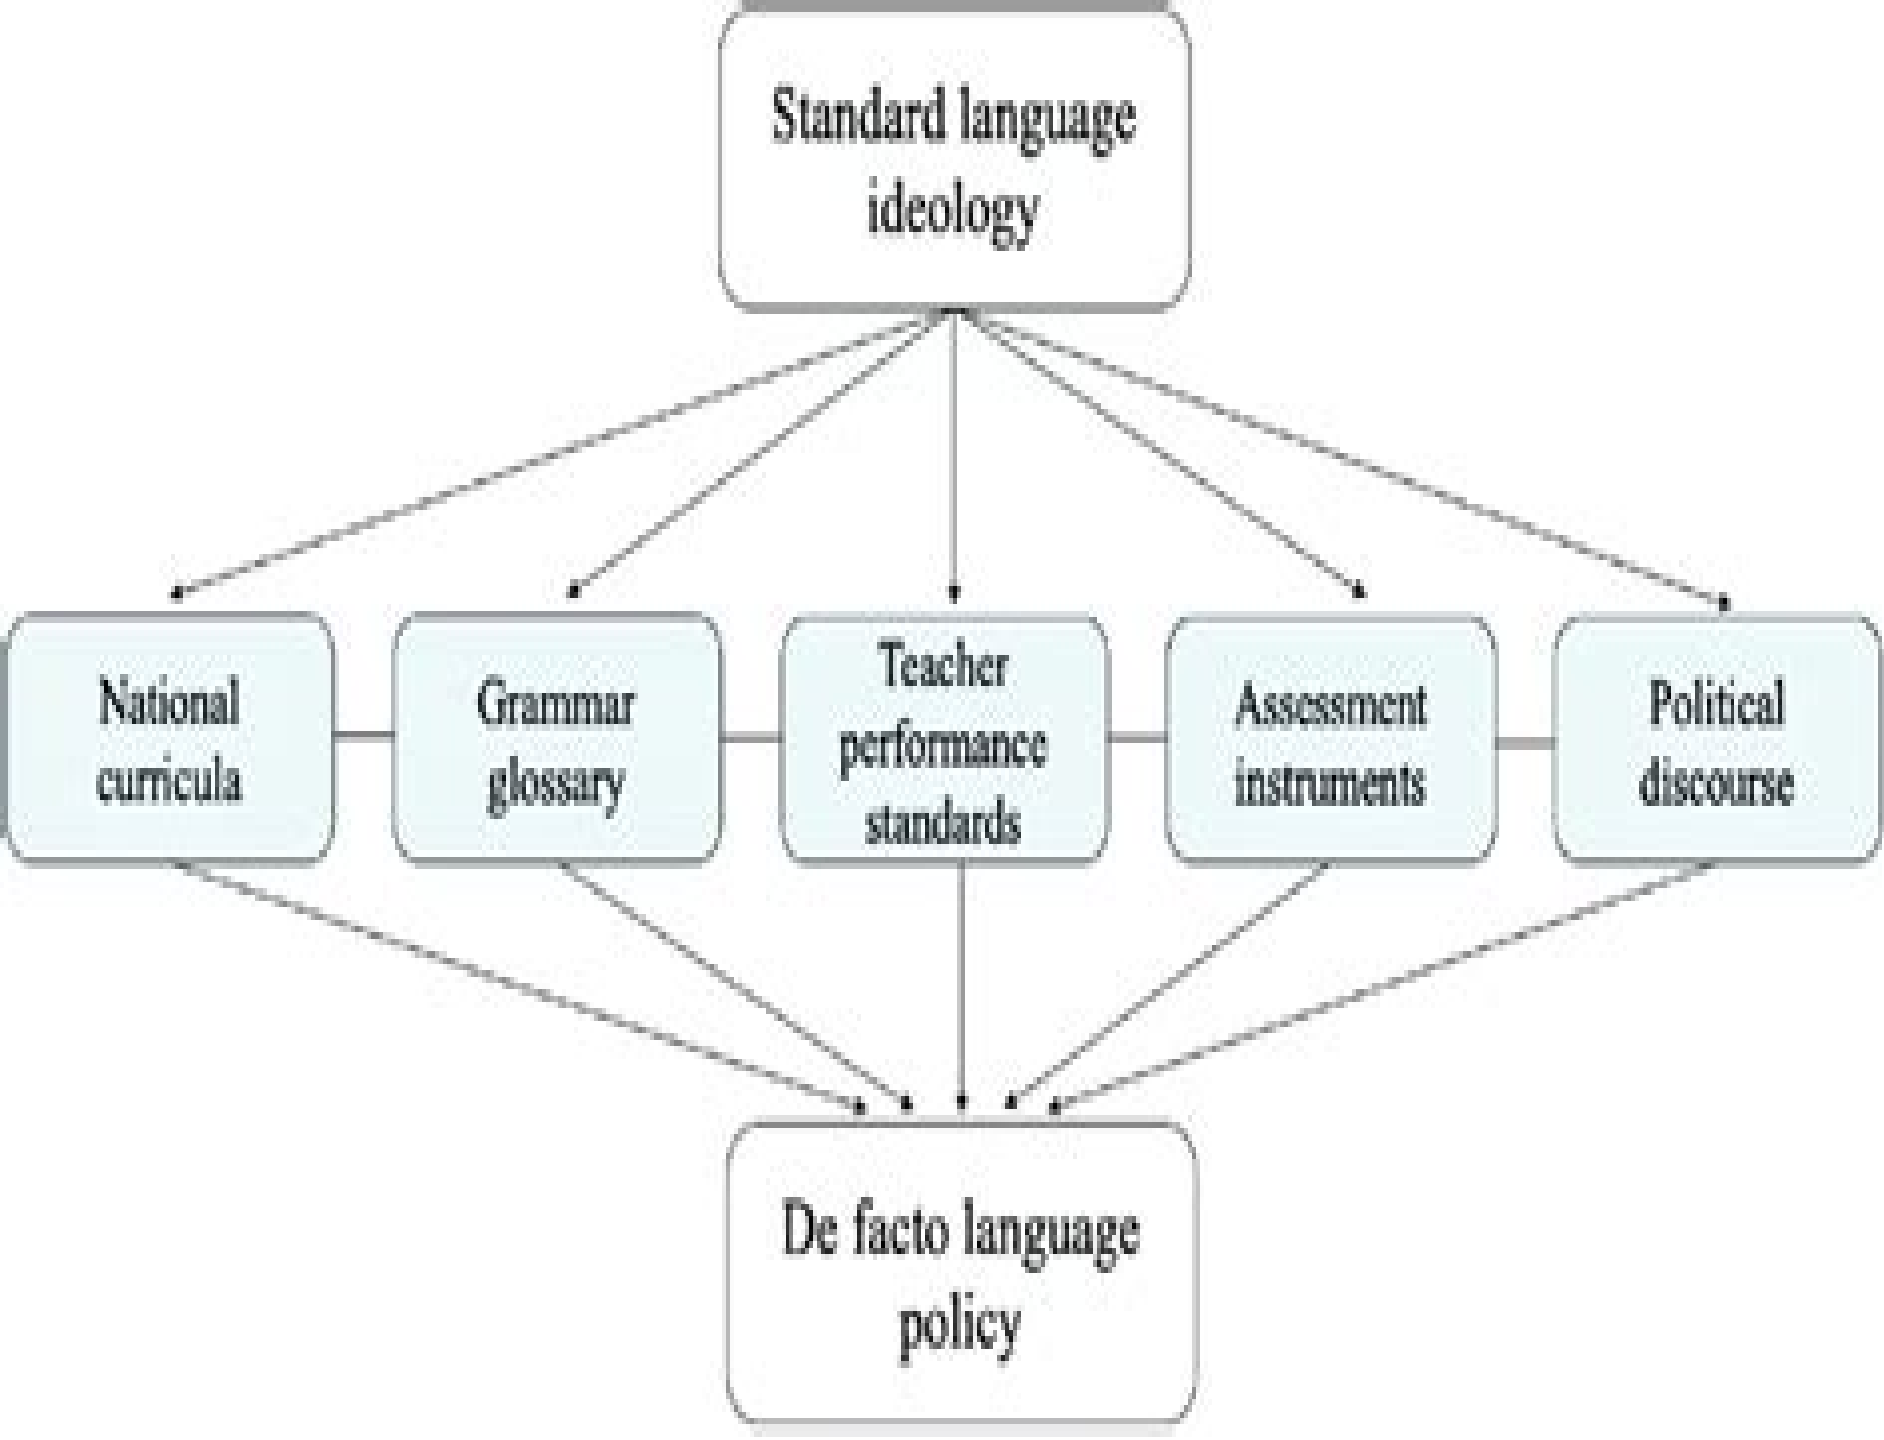 Standard language
ideology
National
curricula
Grammar
glossary
Teacher
performance
standards
Assessment
instruments
Political
discourse
De facto language
policy